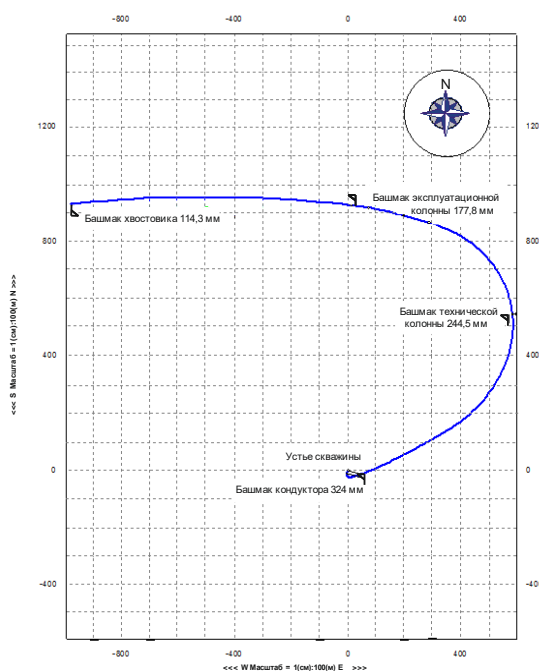 -800 -400 0 400
N
1200
Башмак эксплуатационной
колонны 177,8 мм
Башмак хвостовика 114,3 мм
800 800
Башмак технической
колонны 244,5 мм
<<< S Масштаб = 1(см):100(м) N >>>
400 400
Устье скважины
0 0
Башмак кондуктора 324 мм
-400 -40
-800 -400 0 400
<<< W Масштаб = 1(см):100(м) E >>>